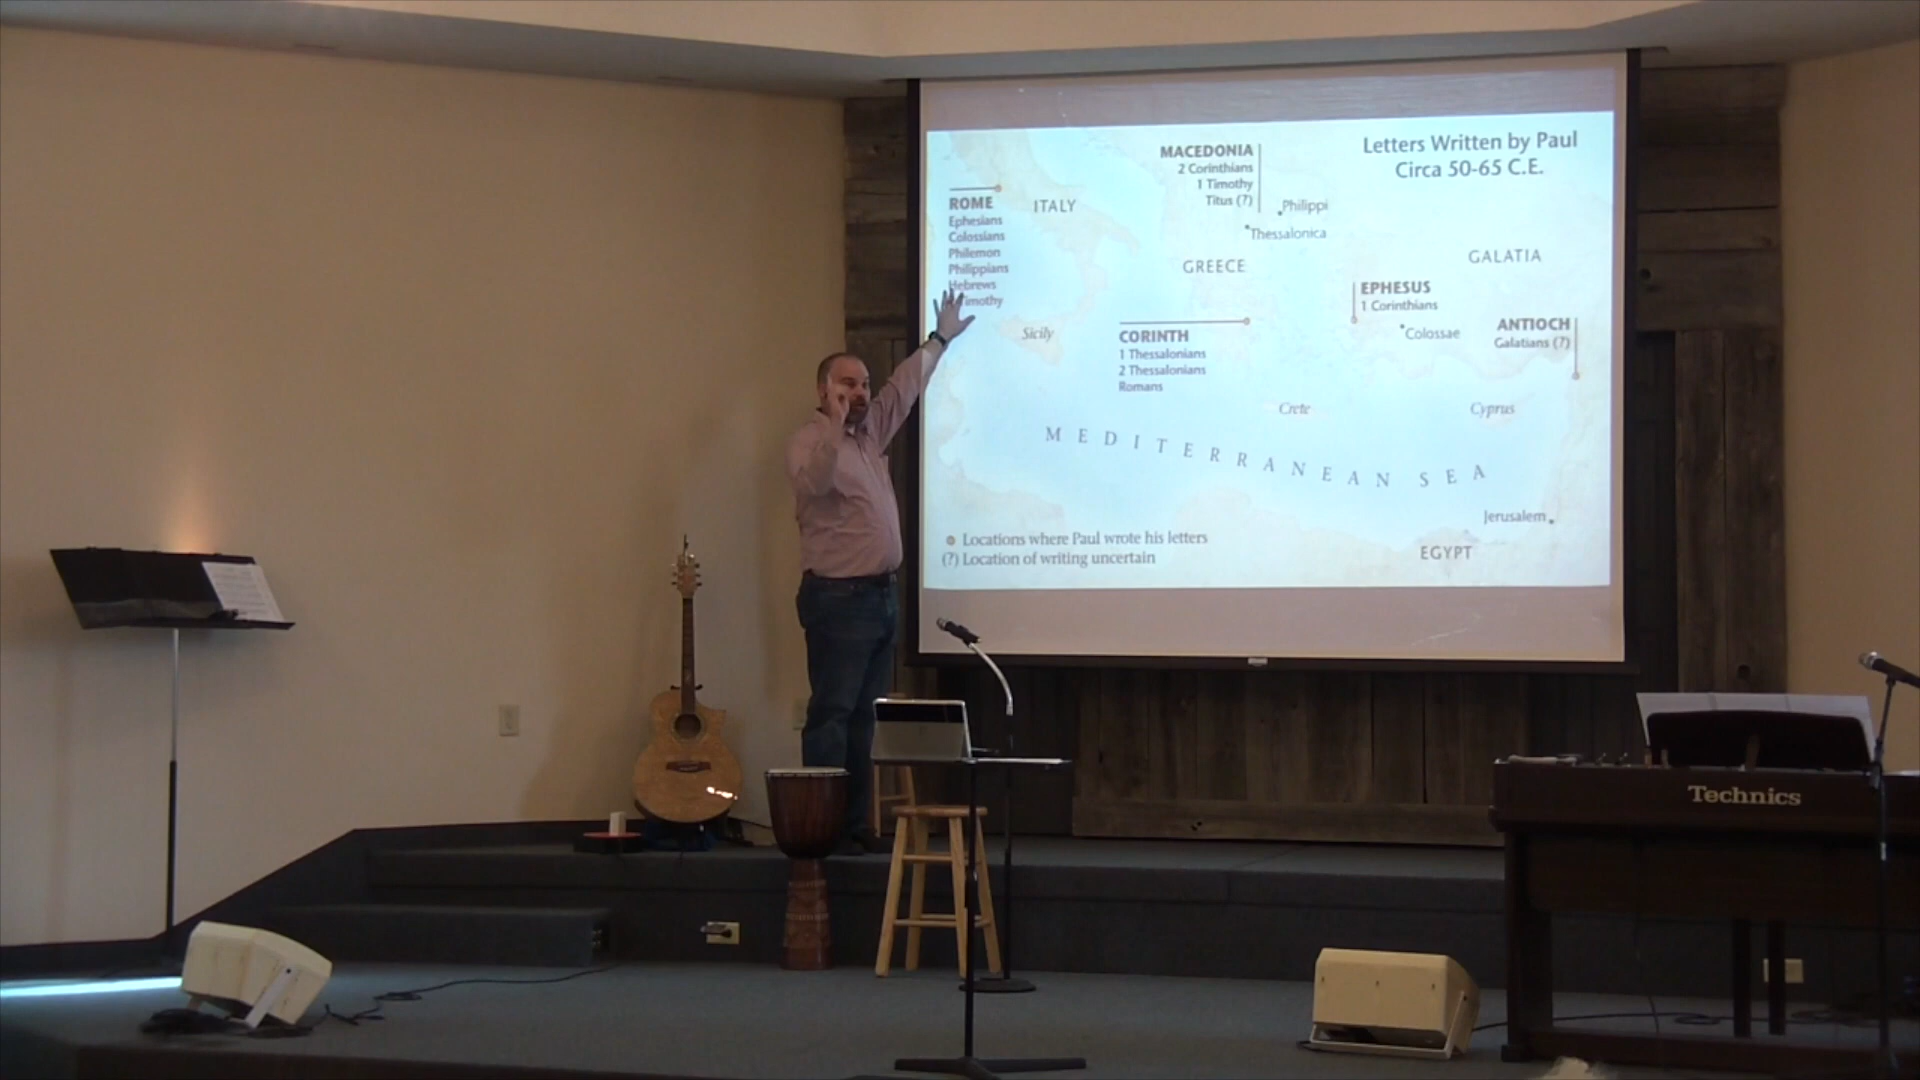 Letters Written by Paul
Circa 50-65 C.E.
MACEDONIA
2 Corinthians
1 Timothy
Titus (?)
Philippi
Thessalonica
ROME
Ephesians
Colossians
Philemon
Philippians
Hebrews
Timothy
ITALY
GREECE
GALATIA
EPHESUS
1 Corinthians
Colossae
ANTIOCH
Galatians (?)
Sicily
CORINTH
1 Thessalonians
2 Thessalonians
Romans
Crete
Cyprus
MEDITERRANEAN SEA
Jerusalem
EGYPT
Locations where Paul wrote his letters
(?) Location of writing uncertain
Technics